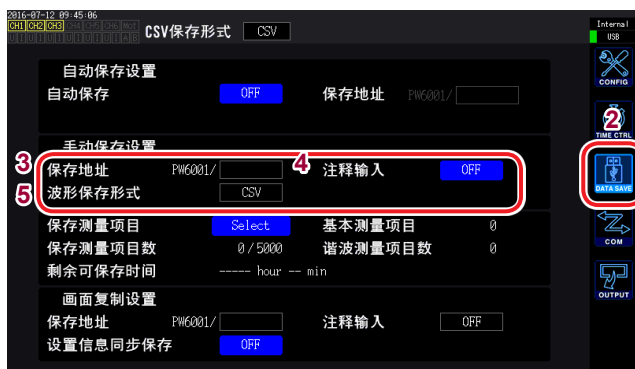 2016-07-12 09:45:06
CH1 CH2 CH3 CH4 CH5 CH6 Mot
U I U I U I U I U I U I A B
CSV保存形式 CSV
Internal
USB
自动保存设置
自动保存 OFF 保存地址 PW6001/
CONFIG
2
TIME CTRL
手动保存设置
3 保存地址 PW6001/ 4 注释输入 OFF
5 波形保存形式 CSV
DATA SAVE
保存测量项目 Select 基本测量项目 0
保存测量项目数 0/5000 谐波测量项目数 0
剩余可保存时间 ----- hour -- min
COM
画面复制设置
OUTPUT
保存地址 PW6001/ 注释输入 OFF
设置信息同步保存 OFF